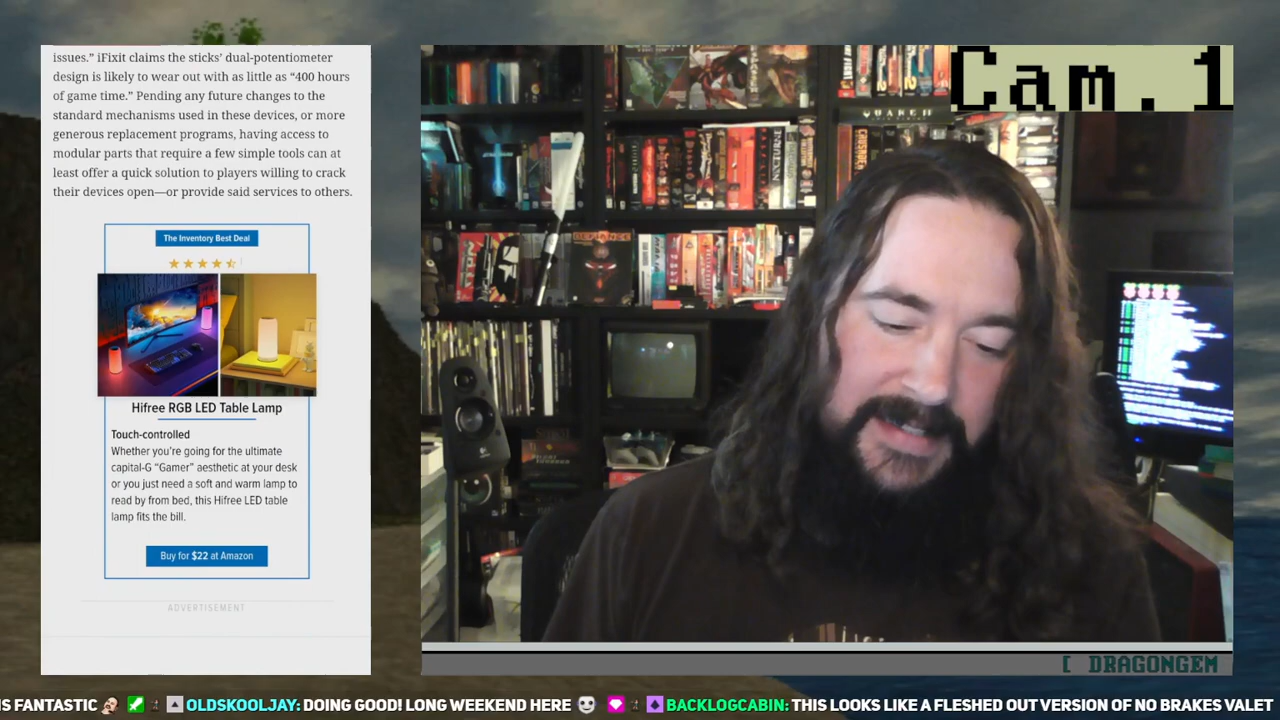 issues.” iFixit claims the sticks’ dual-potentiometer
design is likely to wear out with as little as “400 hours
of game time.” Pending any future changes to the
standard mechanisms used in these devices, or more
generous replacement programs, having access to
modular parts that require a few simple tools can at
least offer a quick solution to players willing to crack
their devices open—or provide said services to others.
The Inventory Best Deal
Hifree RGB LED Table Lamp
Touch-controlled
Whether you’re going for the ultimate
capital-G “Gamer” aesthetic at your desk
or you just need a soft and warm lamp to
read by from bed, this Hifree LED table
lamp fits the bill.
Buy for $22 at Amazon
ADVERTISEMENT
Cam. 1
QUAKE II
NOCTURNE
DEFIANCE
[ DRAGONGEM
IS FANTASTIC
OLDSKOOLJAY: DOING GOOD! LONG WEEKEND HERE
BACKLOGCABIN: THIS LOOKS LIKE A FLESHED OUT VERSION OF NO BRAKES VALET